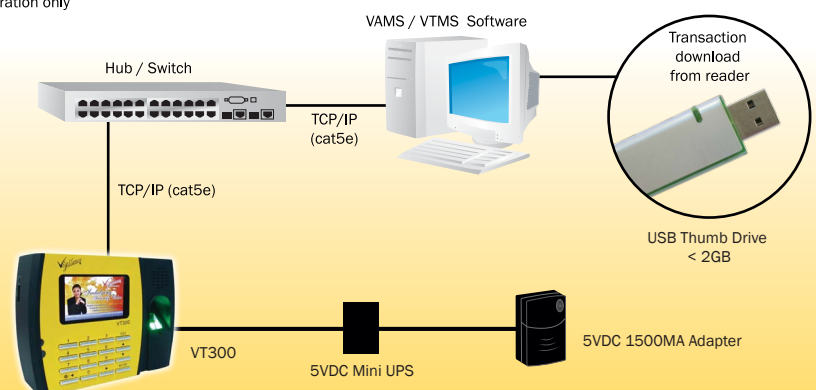 ration only
VAMS / VTMS Software
Transaction
download
from reader
Hub / Switch
TCP/IP
(cat5e)
TCP/IP (cat5e)
USB Thumb Drive
< 2GB
VT300
VT300
5VDC Mini UPS
5VDC 1500MA Adapter